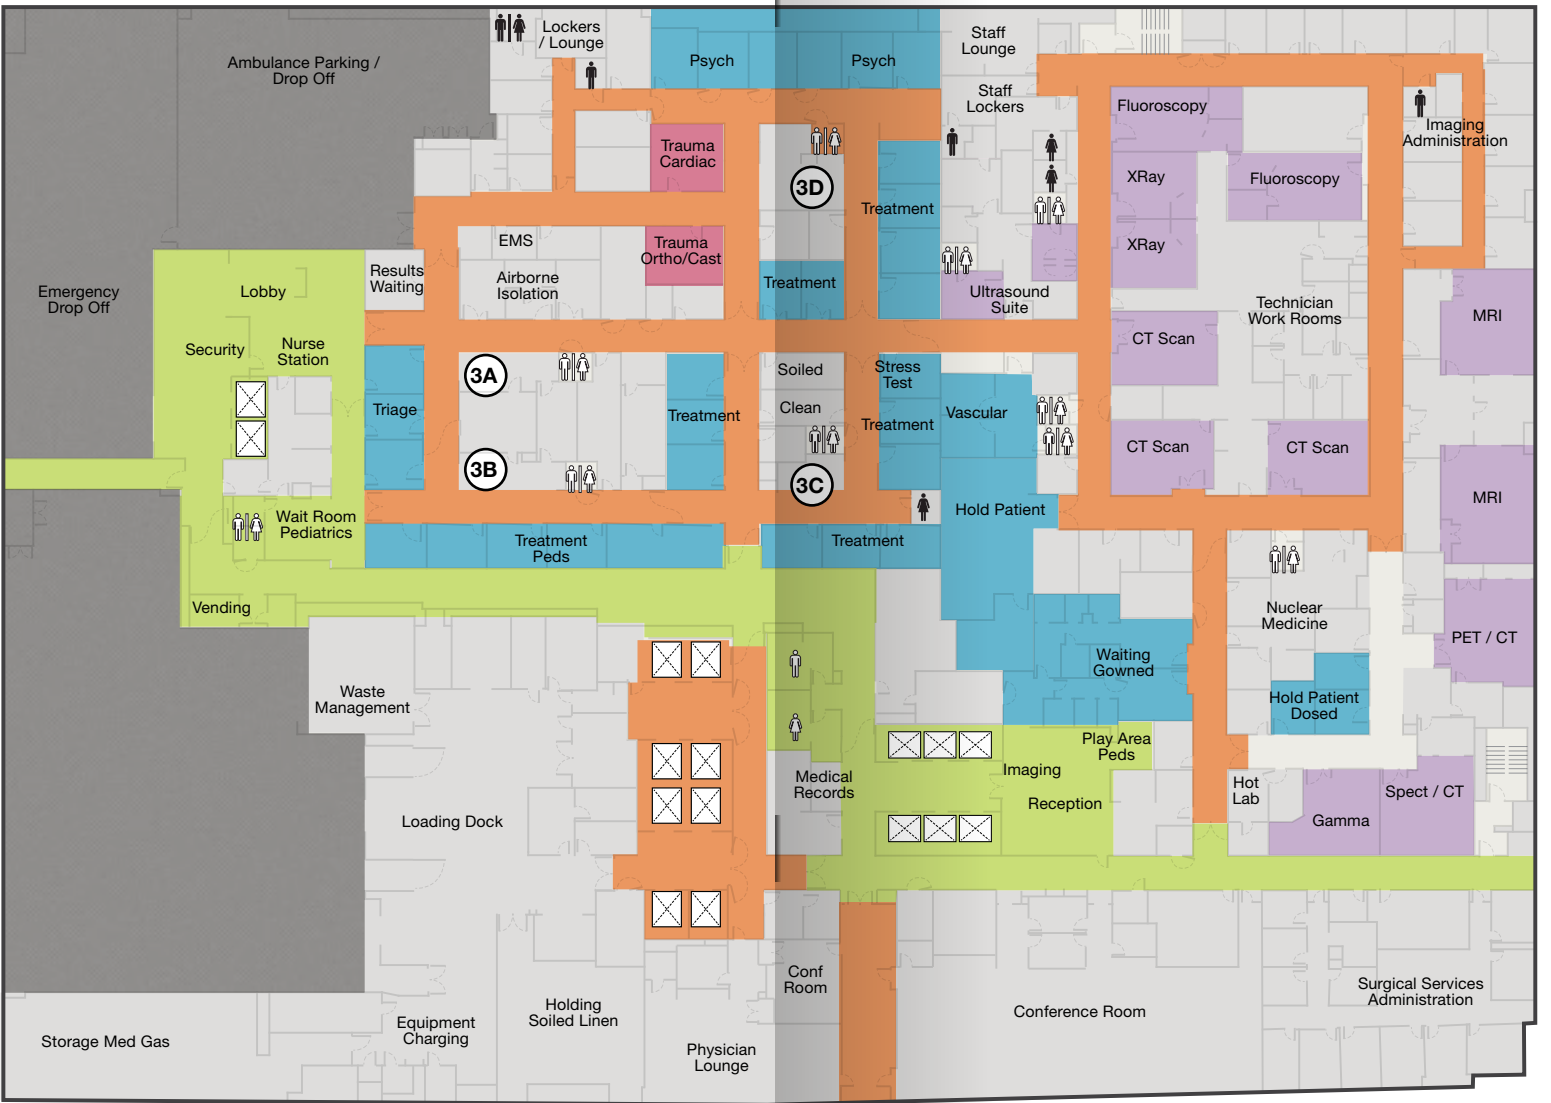 Ambulance Parking /
Drop Off
Lockers
/ Lounge
Psych
Psych
Staff
Lounge
Staff
Lockers
Fluoroscopy
Imaging
Administration
Trauma
Cardiac
XRay
Fluoroscopy
3D
Treatment
EMS
Trauma
Ortho/Cast
XRay
Results
Waiting
Airborne
Isolation
Treatment
Ultrasound
Suite
Technician
Work Rooms
MRI
Emergency
Drop Off
Lobby
Security
Nurse
Station
CT Scan
3A
Soiled
Stress
Test
Triage
Treatment
Clean
Treatment
Vascular
CT Scan
CT Scan
3B
3C
Hold Patient
MRI
Wait Room
Pediatrics
Treatment
Peds
Treatment
Vending
Nuclear
Medicine
PET / CT
Waiting
Gowned
Waste
Management
Hold Patient
Dosed
Play Area
Peds
Imaging
Reception
Medical
Records
Hot
Lab
Spect / CT
Gamma
Loading Dock
Conf
Room
Surgical Services
Administration
Conference Room
Holding
Soiled Linen
Equipment
Charging
Storage Med Gas
Physician
Lounge